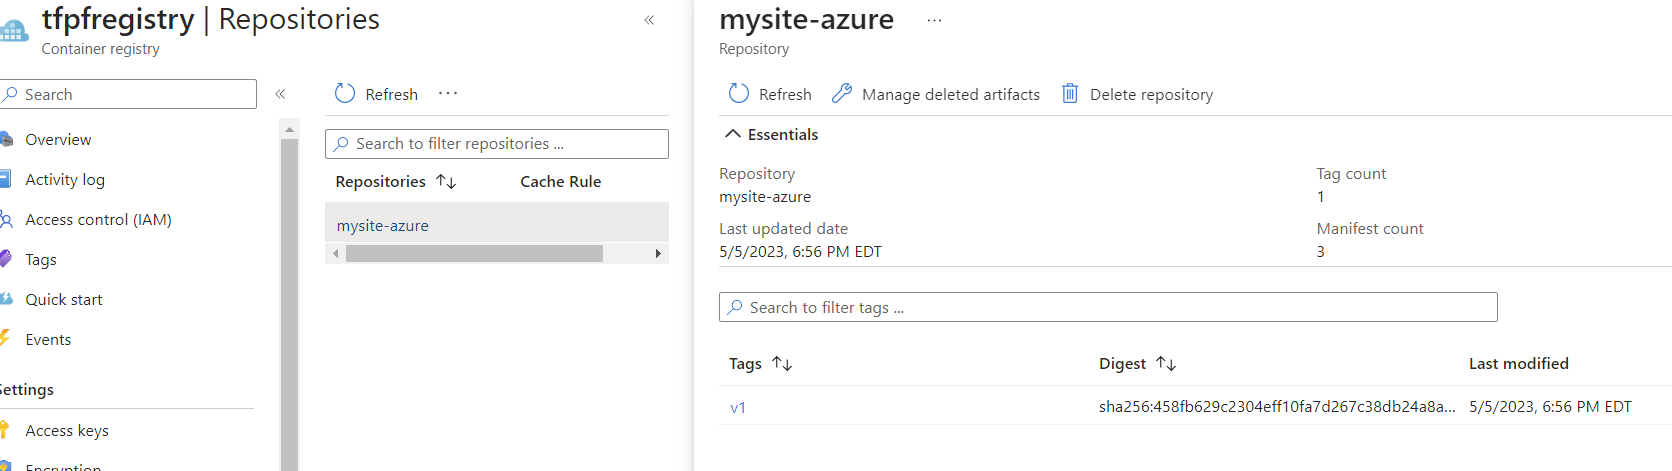 tfpfregistry | Repositories
Container registry
Search
Overview
Activity log
Access control (IAM)
Tags
Quick start
Events
Settings
Access keys
Encryption
Refresh
Search to filter repositories ...
Repositories Cache Rule
mysite-azure
mysite-azure
Repository
Refresh Manage deleted artifacts Delete repository
Essentials
Repository
mysite-azure
Tag count
1
Last updated date
5/5/2023, 6:56 PM EDT
Manifest count
3
Search to filter tags ...
Tags Digest Last modified
v1 sha256:458fb629c2304eff10fa7d267c38db24a8a... 5/5/2023, 6:56 PM EDT